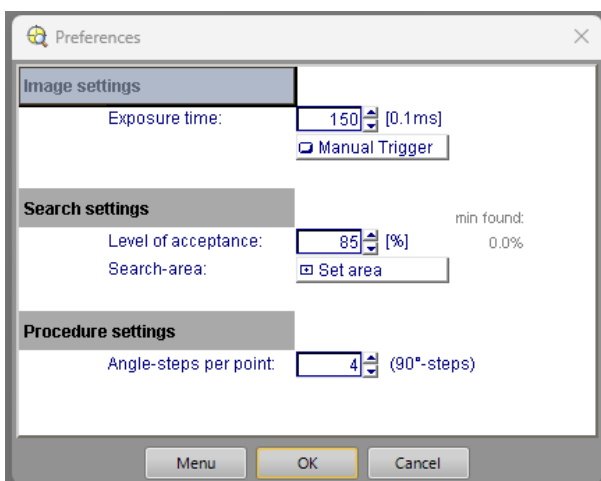 Preferences
Image settings
Exposure time: 150 [0.1ms]
Manual Trigger
Search settings
min found:
Level of acceptance: 85 [%] 0.0%
Search-area: Set area
Procedure settings
Angle-steps per point: 4 (90°-steps)
Menu OK Cancel